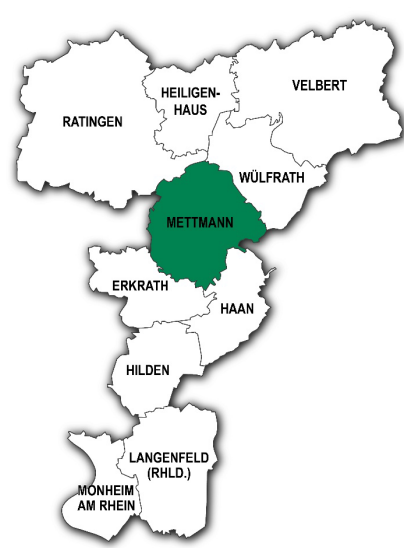 VELBERT
HEILIGEN-
HAUS
RATINGEN
WÜLFRATH
METTMANN
ERKRATH
HAAN
HILDEN
LANGENFELD
(RHLD.)
MONHEIM
AM RHEIN